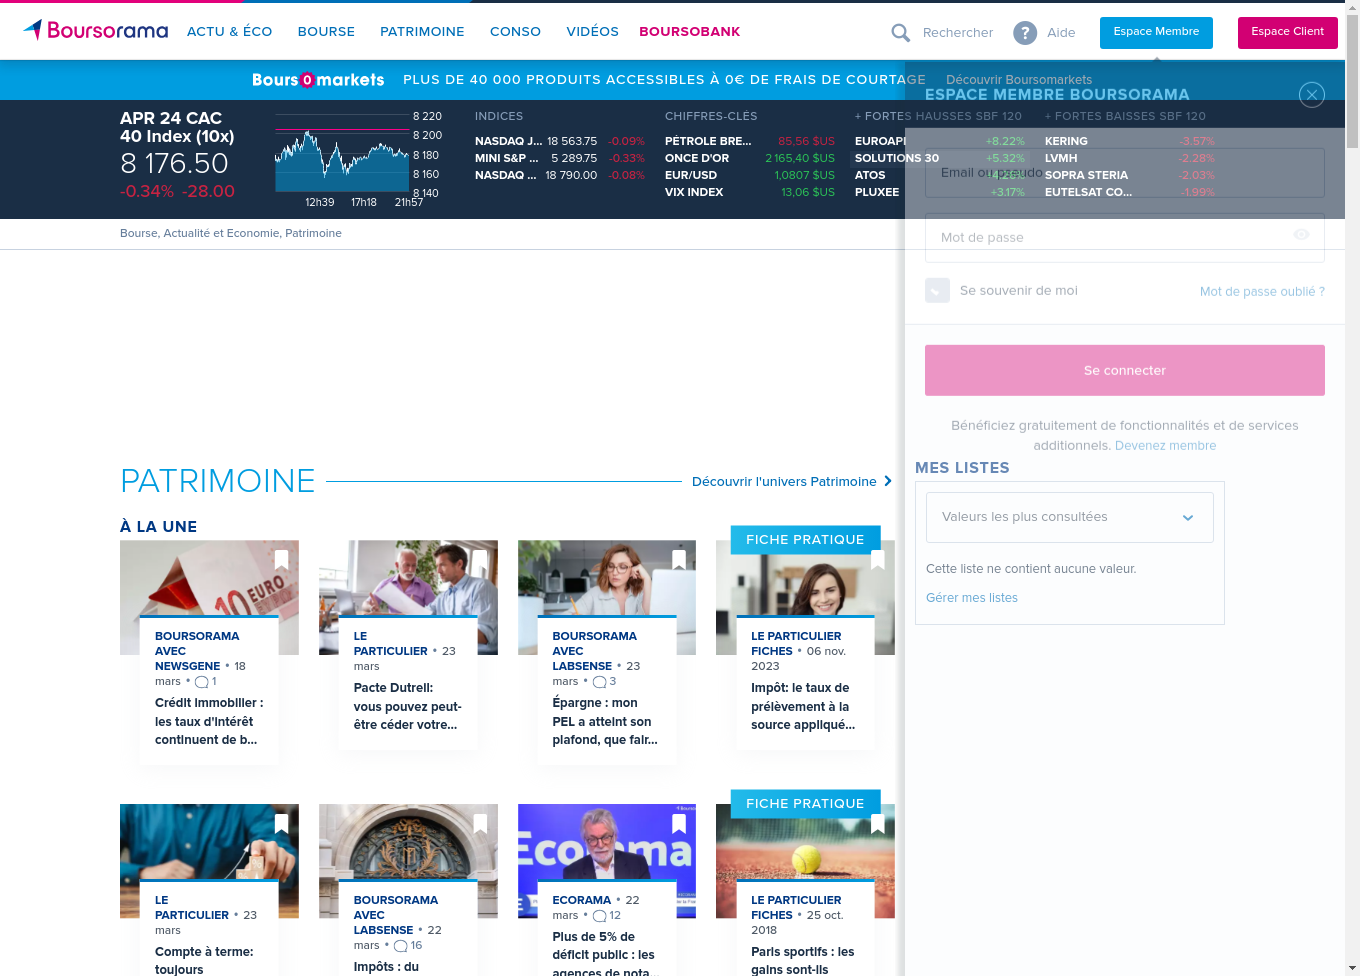 Boursorama ACTU & ÉCO BOURSE PATRIMOINE CONSO VIDÉOS BOURSOBANK Rechercher ? Aide Espace Membre Espace Client
BoursOmarkets PLUS DE 40 000 PRODUITS ACCESSIBLES À 0€ DE FRAIS DE COURTAGE Découvrir Boursomarkets
ESPACE MEMBRE BOURSORAMA
APR 24 CAC
40 Index (10x)
8 176.50
-0.34% -28.00
8 220
8 200
8 180
8 160
8 140
12h39 17h18 21h57
INDICES
NASDAQ J... 18 563.75 -0.09%
MINI S&P ... 5 289.75 -0.33%
NASDAQ ... 18 790.00 -0.08%
CHIFFRES-CLÉS
PÉTROLE BRE... 85,56 $US
ONCE D'OR 2 165,40 $US
EUR/USD 1,0807 $US
VIX INDEX 13,06 $US
+ FORTES HAUSSES SBF 120
EUROAPI +8.22%
SOLUTIONS 30 +5.32%
ATOS
PLUXEE +3.17%
+ FORTES BAISSES SBF 120
KERING -3.57%
LVMH -2.28%
SOPRA STERIA -2.03%
EUTELSAT CO... -1.99%
Email ou pseudo
Mot de passe
Se souvenir de moi Mot de passe oublié ?
Se connecter
Bénéficiez gratuitement de fonctionnalités et de services
additionnels. Devenez membre
Bourse, Actualité et Economie, Patrimoine
MES LISTES
Valeurs les plus consultées
Cette liste ne contient aucune valeur.
Gérer mes listes
PATRIMOINE Découvrir l'univers Patrimoine
À LA UNE
10 EURO
BOURSORAMA
AVEC
NEWSGENE • 18
mars • 1
Crédit immobilier :
les taux d'intérêt
continuent de b...
LE
PARTICULIER • 23
mars
Pacte Dutreil:
vous pouvez peut-
être céder votre...
BOURSORAMA
AVEC
LABSENSE • 23
mars • 3
Épargne : mon
PEL a atteint son
plafond, que fair...
FICHE PRATIQUE
LE PARTICULIER
FICHES • 06 nov.
2023
Impôt: le taux de
prélèvement à la
source appliqué...
LE
PARTICULIER • 23
mars
Compte à terme:
toujours
BOURSORAMA
AVEC
LABSENSE • 22
mars • 16
Impôts : du
ECORAMA • 22
mars • 12
Plus de 5% de
déficit public : les
agences de nota...
FICHE PRATIQUE
LE PARTICULIER
FICHES • 25 oct.
2018
Paris sportifs : les
gains sont-ils